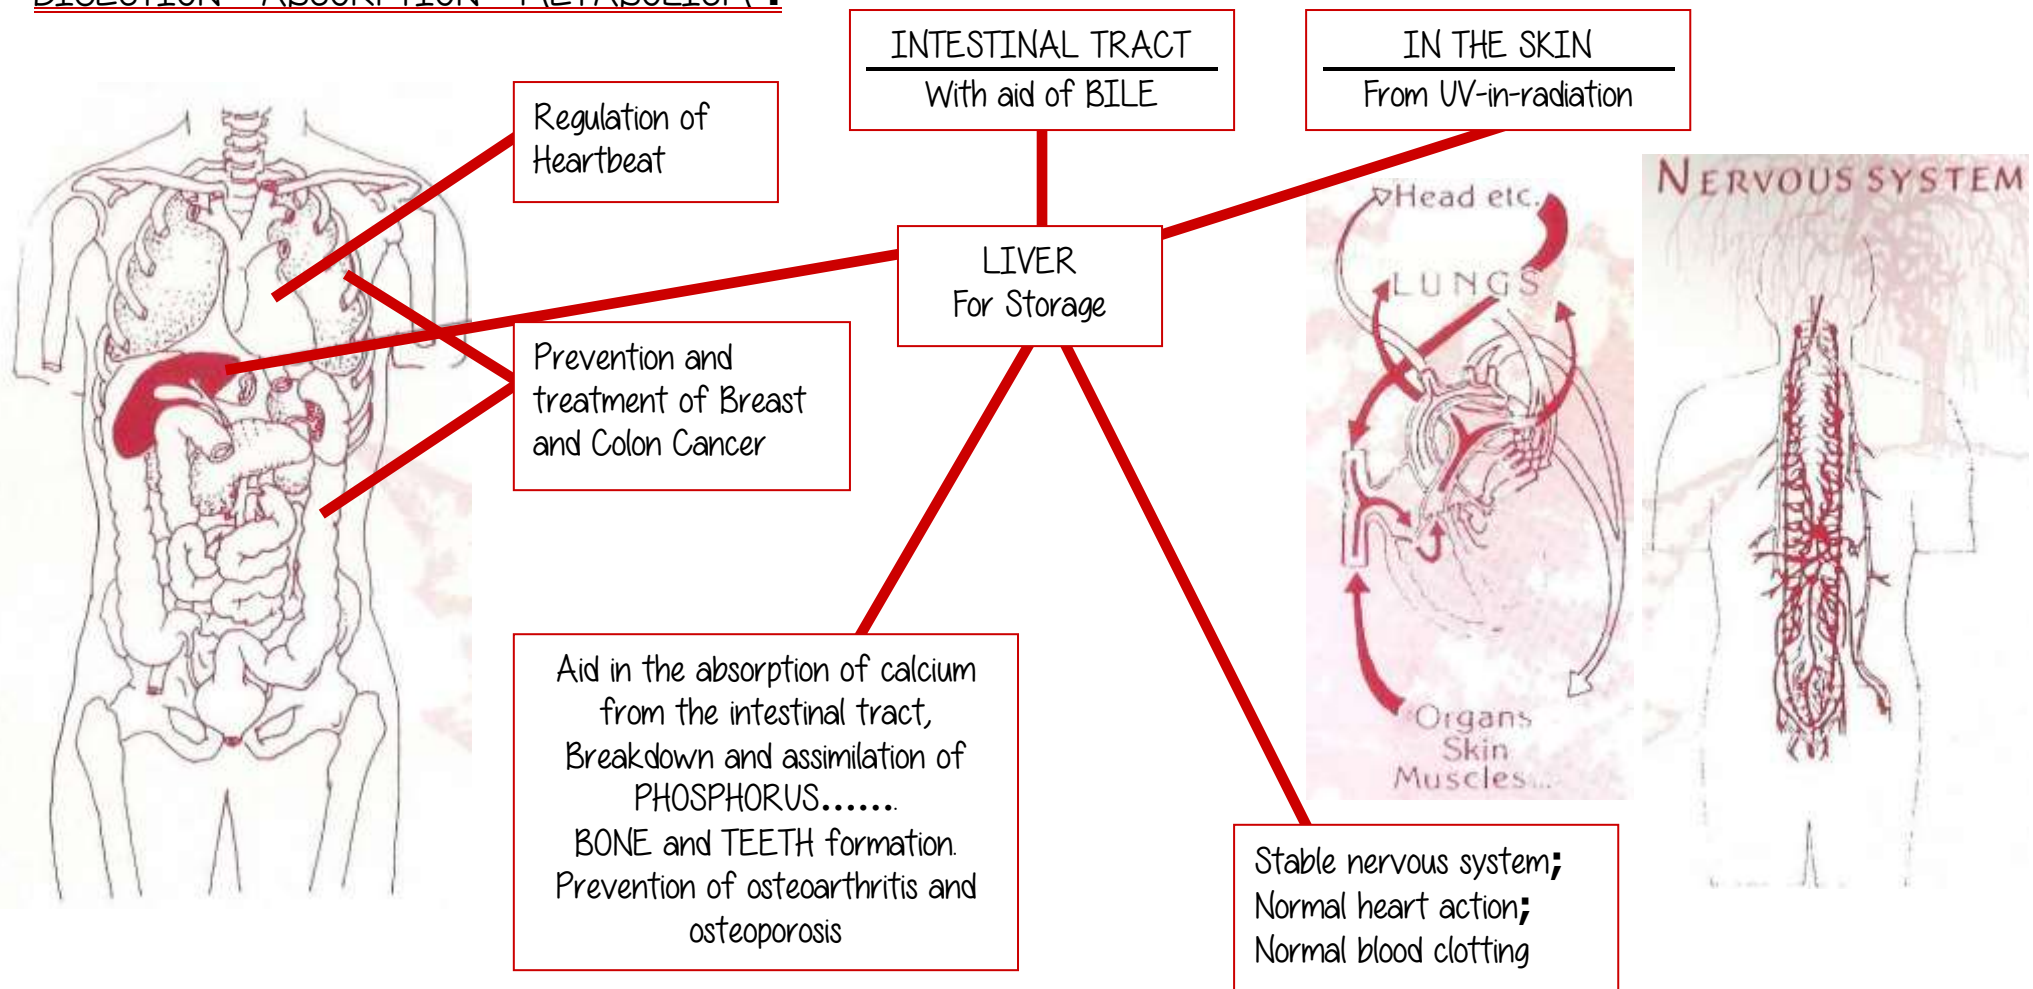 DIGESTION ABSORPTION METABOLISM :
INTESTINAL TRACT
With aid of BILE
IN THE SKIN
From UV-in-radiation
Regulation of
Heartbeat
LIVER
For Storage
Prevention and
treatment of Breast
and Colon Cancer
Head etc.
LUNGS
Organs
Skin
Muscles...
NERVOUS SYSTEM
Aid in the absorption of calcium
from the intestinal tract,
Breakdown and assimilation of
PHOSPHORUS.......
BONE and TEETH formation.
Prevention of osteoarthritis and
osteoporosis
Stable nervous system;
Normal heart action;
Normal blood clotting